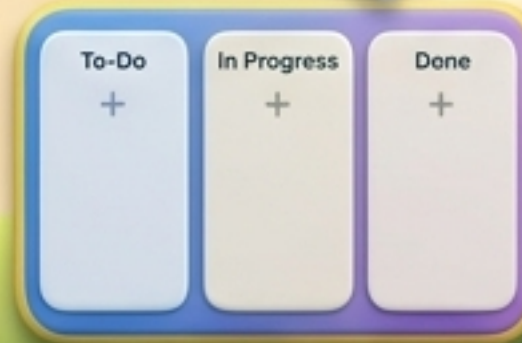 To-Do
+
In Progress
+
Done
+